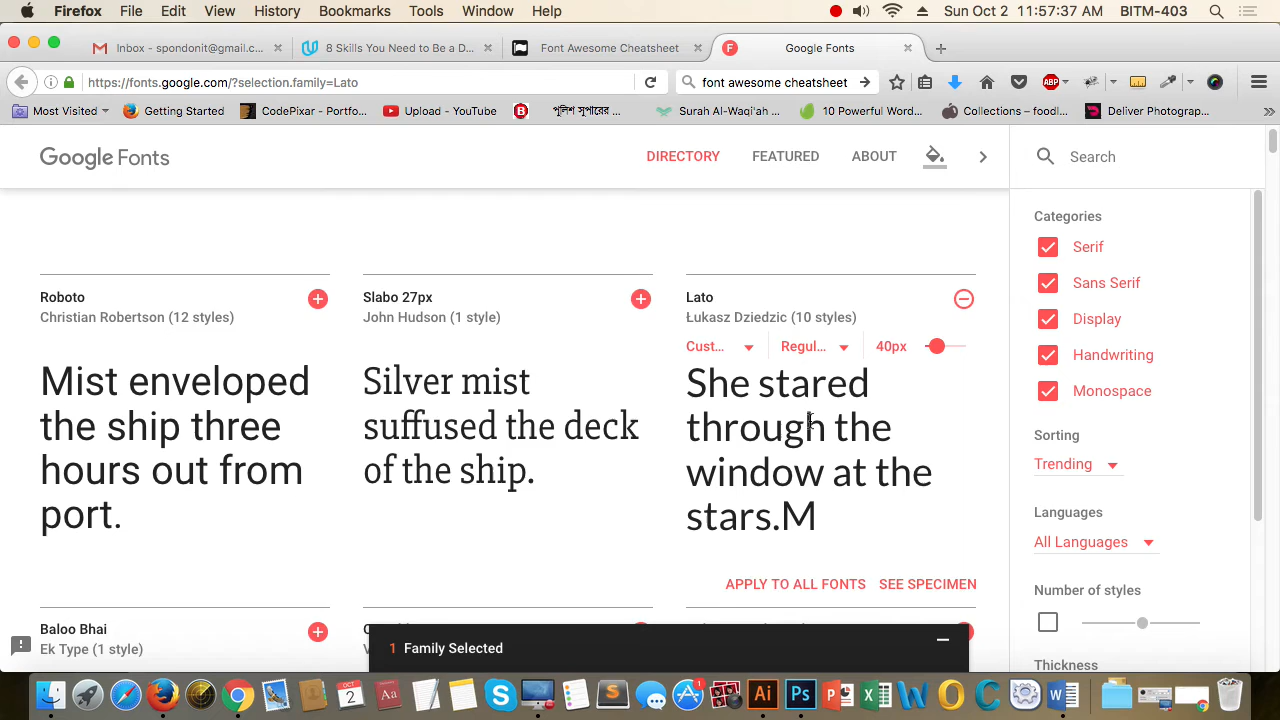 Firefox File Edit View History Bookmarks Tools Window Help Sun Oct 2 11:57:37 AM BITM-403
Inbox - spondonit@gmail.c... 8 Skills You Need to Be a D... Font Awesome Cheatsheet Google Fonts
https://fonts.google.com/?selection.family=Lato font awesome cheatsheet ABP
Most Visited Getting Started CodePixar - Portfo... Upload - YouTube পুলিশ সুপারের ... Surah Al-Waqi'ah ... 10 Powerful Word... Collections – foodl... Deliver Photograp...
Google Fonts DIRECTORY FEATURED ABOUT Search
Categories
Serif
Sans Serif
Display
Handwriting
Monospace
Sorting
Trending
Languages
All Languages
Number of styles
Thickness
Roboto
Christian Robertson (12 styles)
Mist enveloped
the ship three
hours out from
port.
Slabo 27px
John Hudson (1 style)
Silver mist
suffused the deck
of the ship.
Lato
Łukasz Dziedzic (10 styles)
Cust... Regul... 40px
She stared
through the
window at the
stars.M
APPLY TO ALL FONTS SEE SPECIMEN
Baloo Bhai
Ek Type (1 style)
1 Family Selected